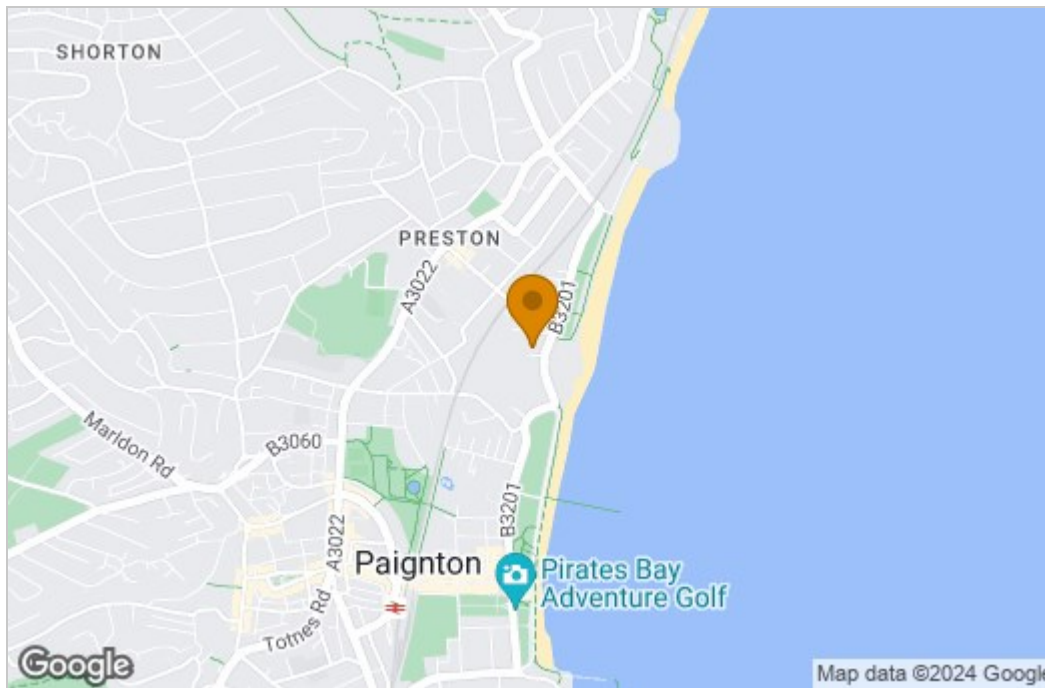 SHORTON
PRESTON
A3022
B3201
Marldon Rd
B3060
B3201
A3022
Paignton
Pirates Bay
Adventure Golf
Totnes Rd
Google
Map data ©2024 Google